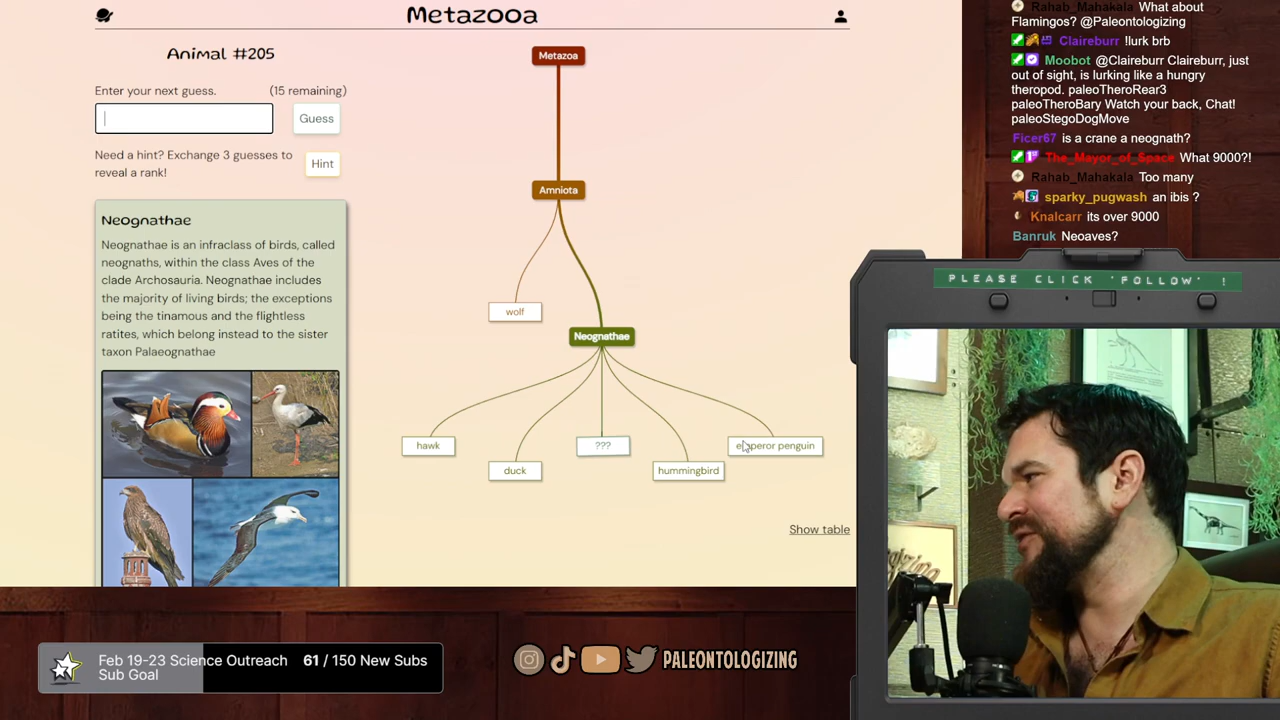 Metazooa
Animal #205
Enter your next guess.
(15 remaining)
Guess
Need a hint? Exchange 3 guesses to
reveal a rank!
Hint
Neognathae
Neognathae is an infraclass of birds, called
neognaths, within the class Aves of the
clade Archosauria. Neognathae includes
the majority of living birds; the exceptions
being the tinamous and the flightless
ratites, which belong instead to the sister
taxon Palaeognathae
Metazoa
Amniota
wolf
Neognathae
hawk
duck
???
hummingbird
emperor penguin
Show table
Rahab_Mahakala What about
Flamingos? @Paleontologizing
Claireburr !lurk brb
Moobot @Claireburr Claireburr, just
out of sight, is lurking like a hungry
theropod. paleoTheroRear3
paleoTheroBary Watch your back, Chat!
paleoStegoDogMove
Ficer67 is a crane a neognath?
The_Mayor_of_Space What 9000?!
Rahab_Mahakala Too many
sparky_pugwash an ibis ?
Knalcarr its over 9000
Banruk Neoaves?
PLEASE CLICK 'FOLLOW' !
Feb 19-23 Science Outreach
Sub Goal
61 / 150 New Subs
PALEONTOLOGIZING